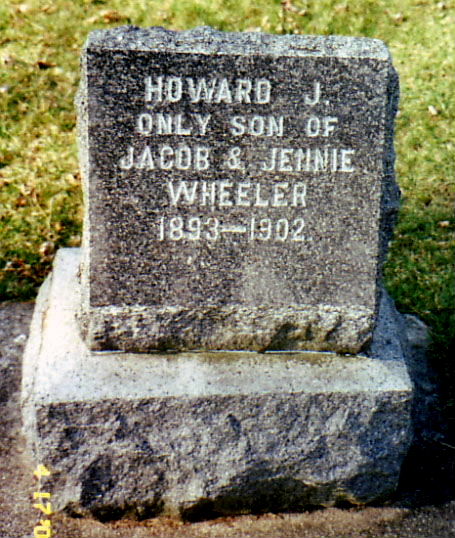 HOWARD J.
ONLY SON OF
JACOB & JENNIE
WHEELER
1893—1902